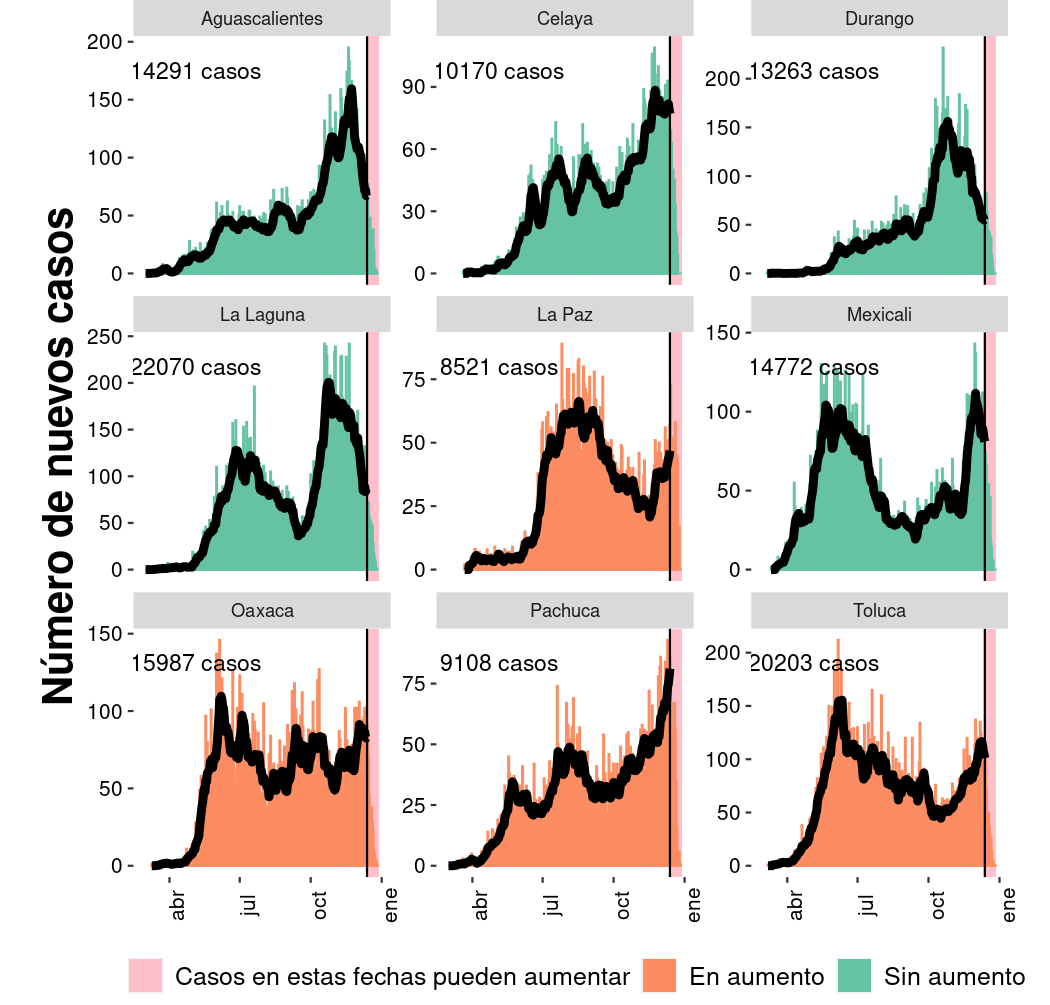 Número de nuevos casos
Aguascalientes
Celaya
Durango
14291 casos
10170 casos
13263 casos
200
150
100
50
0
90
60
30
0
200
150
100
50
0
La Laguna
La Paz
Mexicali
22070 casos
8521 casos
14772 casos
250
200
150
100
50
0
75
50
25
0
150
100
50
0
Oaxaca
Pachuca
Toluca
15987 casos
9108 casos
20203 casos
150
100
50
0
75
50
25
0
200
150
100
50
0
abr
jul
oct
ene
abr
jul
oct
ene
abr
jul
oct
ene
Casos en estas fechas pueden aumentar
En aumento
Sin aumento